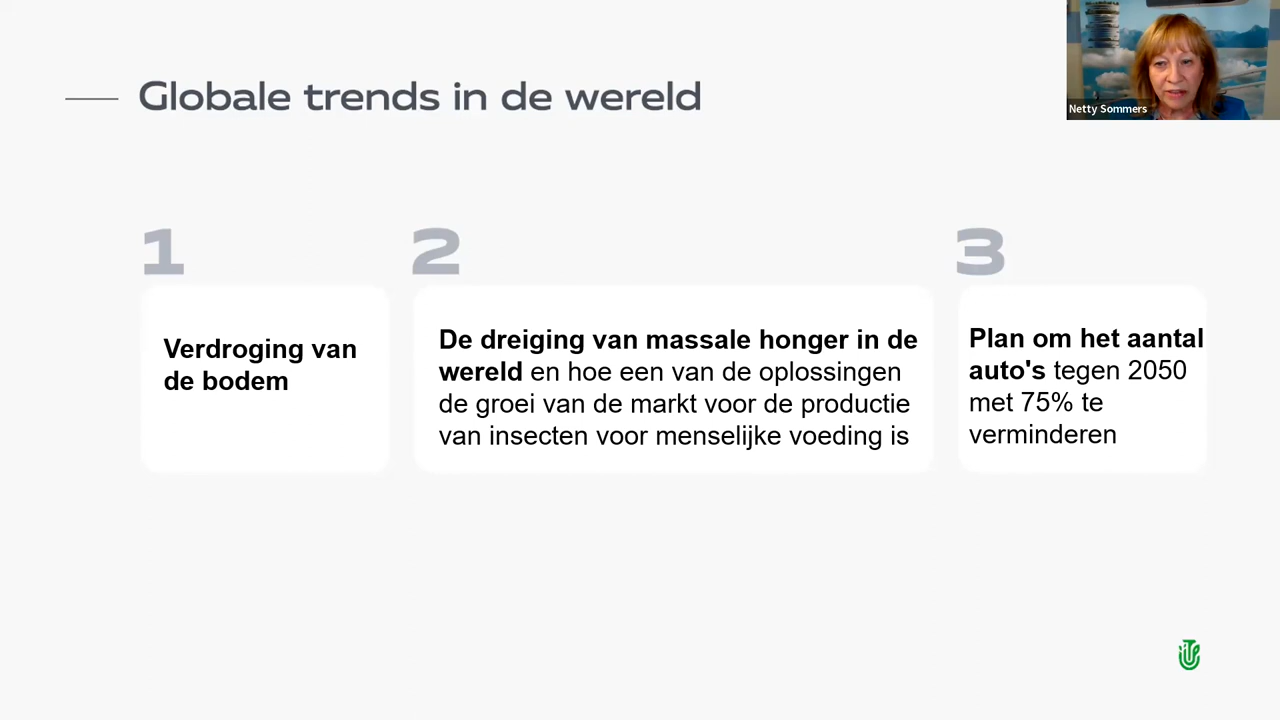 Globale trends in de wereld
Netty Sommers
1
Verdroging van
de bodem
2
De dreiging van massale honger in de
wereld en hoe een van de oplossingen
de groei van de markt voor de productie
van insecten voor menselijke voeding is
3
Plan om het aantal
auto's tegen 2050
met 75% te
verminderen